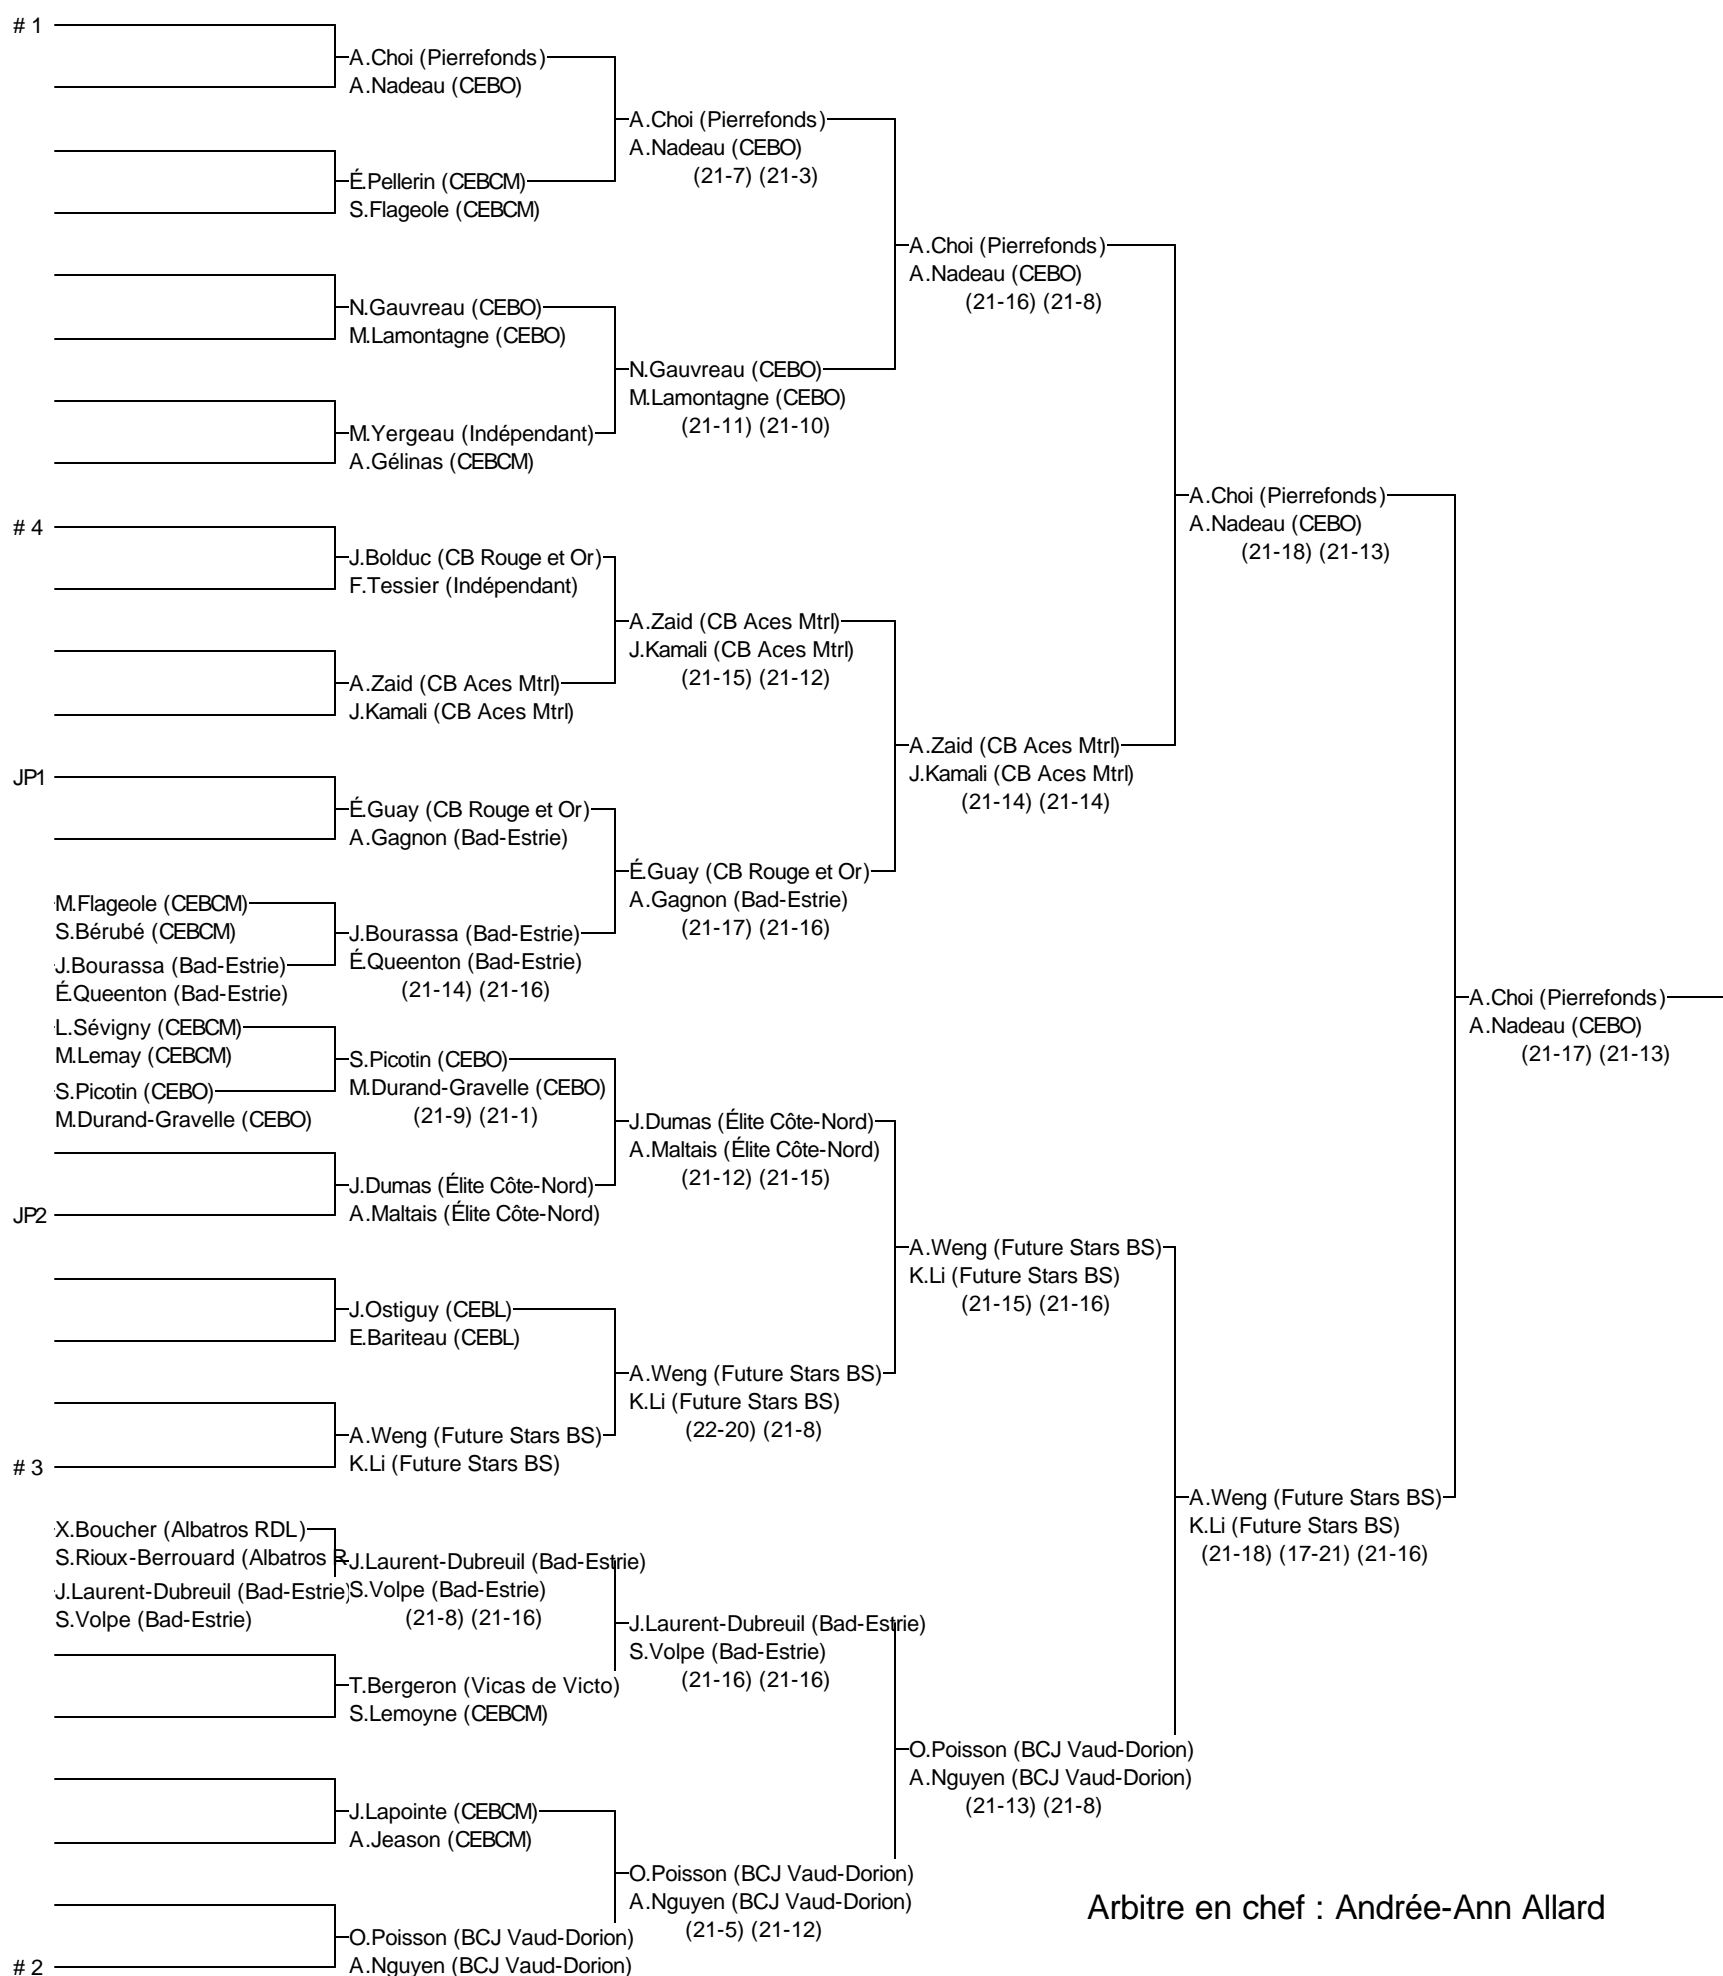 # 1
A.Choi (Pierrefonds)
A.Nadeau (CEBO)
É.Pellerin (CEBCM)
S.Flageole (CEBCM)
N.Gauvreau (CEBO)
M.Lamontagne (CEBO)
M.Yergeau (Indépendant)
A.Gélinas (CEBCM)
# 4
J.Bolduc (CB Rouge et Or)
F.Tessier (Indépendant)
A.Zaid (CB Aces Mtrl)
J.Kamali (CB Aces Mtrl)
JP1
É.Guay (CB Rouge et Or)
A.Gagnon (Bad-Estrie)
M.Flageole (CEBCM)
S.Bérubé (CEBCM)
J.Bourassa (Bad-Estrie)
É.Queenton (Bad-Estrie)
J.Bourassa (Bad-Estrie)
É.Queenton (Bad-Estrie)
(21-14) (21-16)
L.Sévigny (CEBCM)
M.Lemay (CEBCM)
S.Picotin (CEBO)
M.Durand-Gravelle (CEBO)
S.Picotin (CEBO)
M.Durand-Gravelle (CEBO)
(21-9) (21-1)
JP2
J.Dumas (Élite Côte-Nord)
A.Maltais (Élite Côte-Nord)
J.Ostiguy (CEBL)
E.Bariteau (CEBL)
# 3
A.Weng (Future Stars BS)
K.Li (Future Stars BS)
X.Boucher (Albatros RDL)
S.Rioux-Berrouard (Albatros R
J.Laurent-Dubreuil (Bad-Estrie)
S.Volpe (Bad-Estrie)
J.Laurent-Dubreuil (Bad-Estrie)
S.Volpe (Bad-Estrie)
(21-8) (21-16)
T.Bergeron (Vicas de Victo)
S.Lemoyne (CEBCM)
J.Lapointe (CEBCM)
A.Jeason (CEBCM)
# 2
O.Poisson (BCJ Vaud-Dorion)
A.Nguyen (BCJ Vaud-Dorion)
A.Choi (Pierrefonds)
A.Nadeau (CEBO)
(21-7) (21-3)
N.Gauvreau (CEBO)
M.Lamontagne (CEBO)
(21-11) (21-10)
A.Zaid (CB Aces Mtrl)
J.Kamali (CB Aces Mtrl)
(21-15) (21-12)
É.Guay (CB Rouge et Or)
A.Gagnon (Bad-Estrie)
(21-17) (21-16)
J.Dumas (Élite Côte-Nord)
A.Maltais (Élite Côte-Nord)
(21-12) (21-15)
A.Weng (Future Stars BS)
K.Li (Future Stars BS)
(22-20) (21-8)
J.Laurent-Dubreuil (Bad-Estrie)
S.Volpe (Bad-Estrie)
(21-16) (21-16)
O.Poisson (BCJ Vaud-Dorion)
A.Nguyen (BCJ Vaud-Dorion)
(21-5) (21-12)
A.Choi (Pierrefonds)
A.Nadeau (CEBO)
(21-16) (21-8)
A.Zaid (CB Aces Mtrl)
J.Kamali (CB Aces Mtrl)
(21-14) (21-14)
A.Weng (Future Stars BS)
K.Li (Future Stars BS)
(21-15) (21-16)
O.Poisson (BCJ Vaud-Dorion)
A.Nguyen (BCJ Vaud-Dorion)
(21-13) (21-8)
A.Choi (Pierrefonds)
A.Nadeau (CEBO)
(21-18) (21-13)
A.Weng (Future Stars BS)
K.Li (Future Stars BS)
(21-18) (17-21) (21-16)
A.Choi (Pierrefonds)
A.Nadeau (CEBO)
(21-17) (21-13)
Arbitre en chef : Andrée-Ann Allard